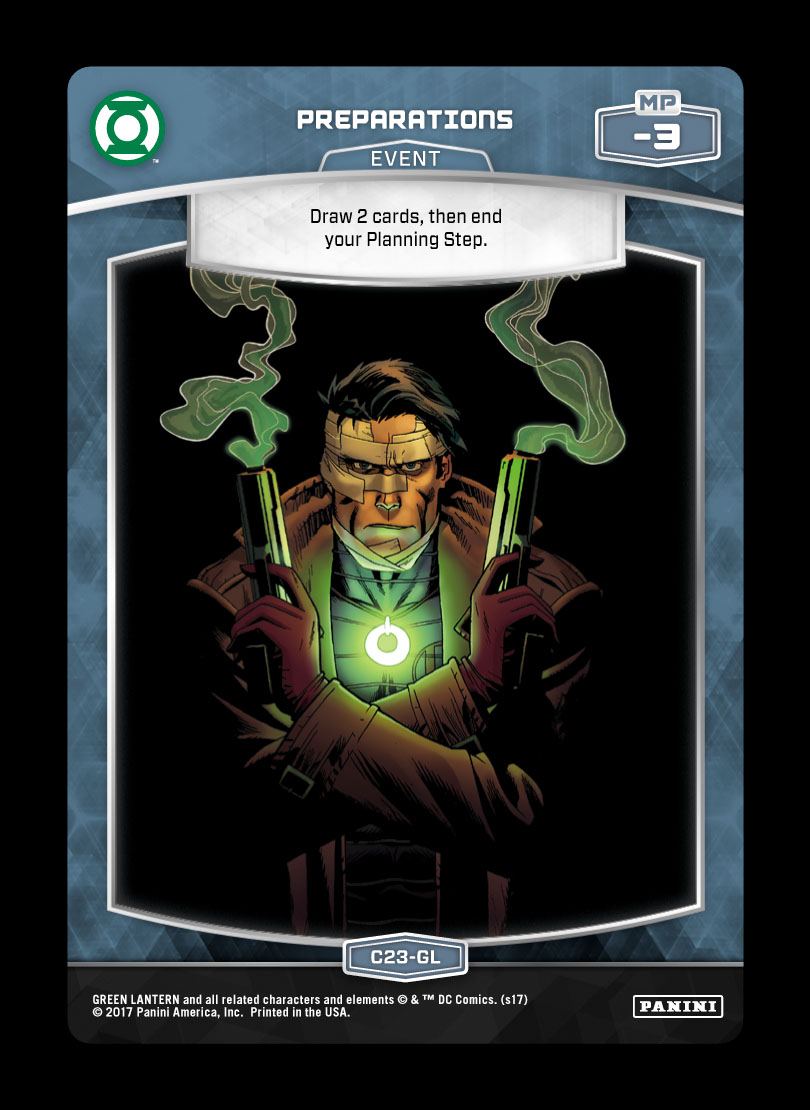 PREPARATIONS
MP
-3
EVENT
Draw 2 cards, then end
your Planning Step.
C23-GL
GREEN LANTERN and all related characters and elements © & ™ DC Comics. (s17)
© 2017 Panini America, Inc. Printed in the USA.
PANINI